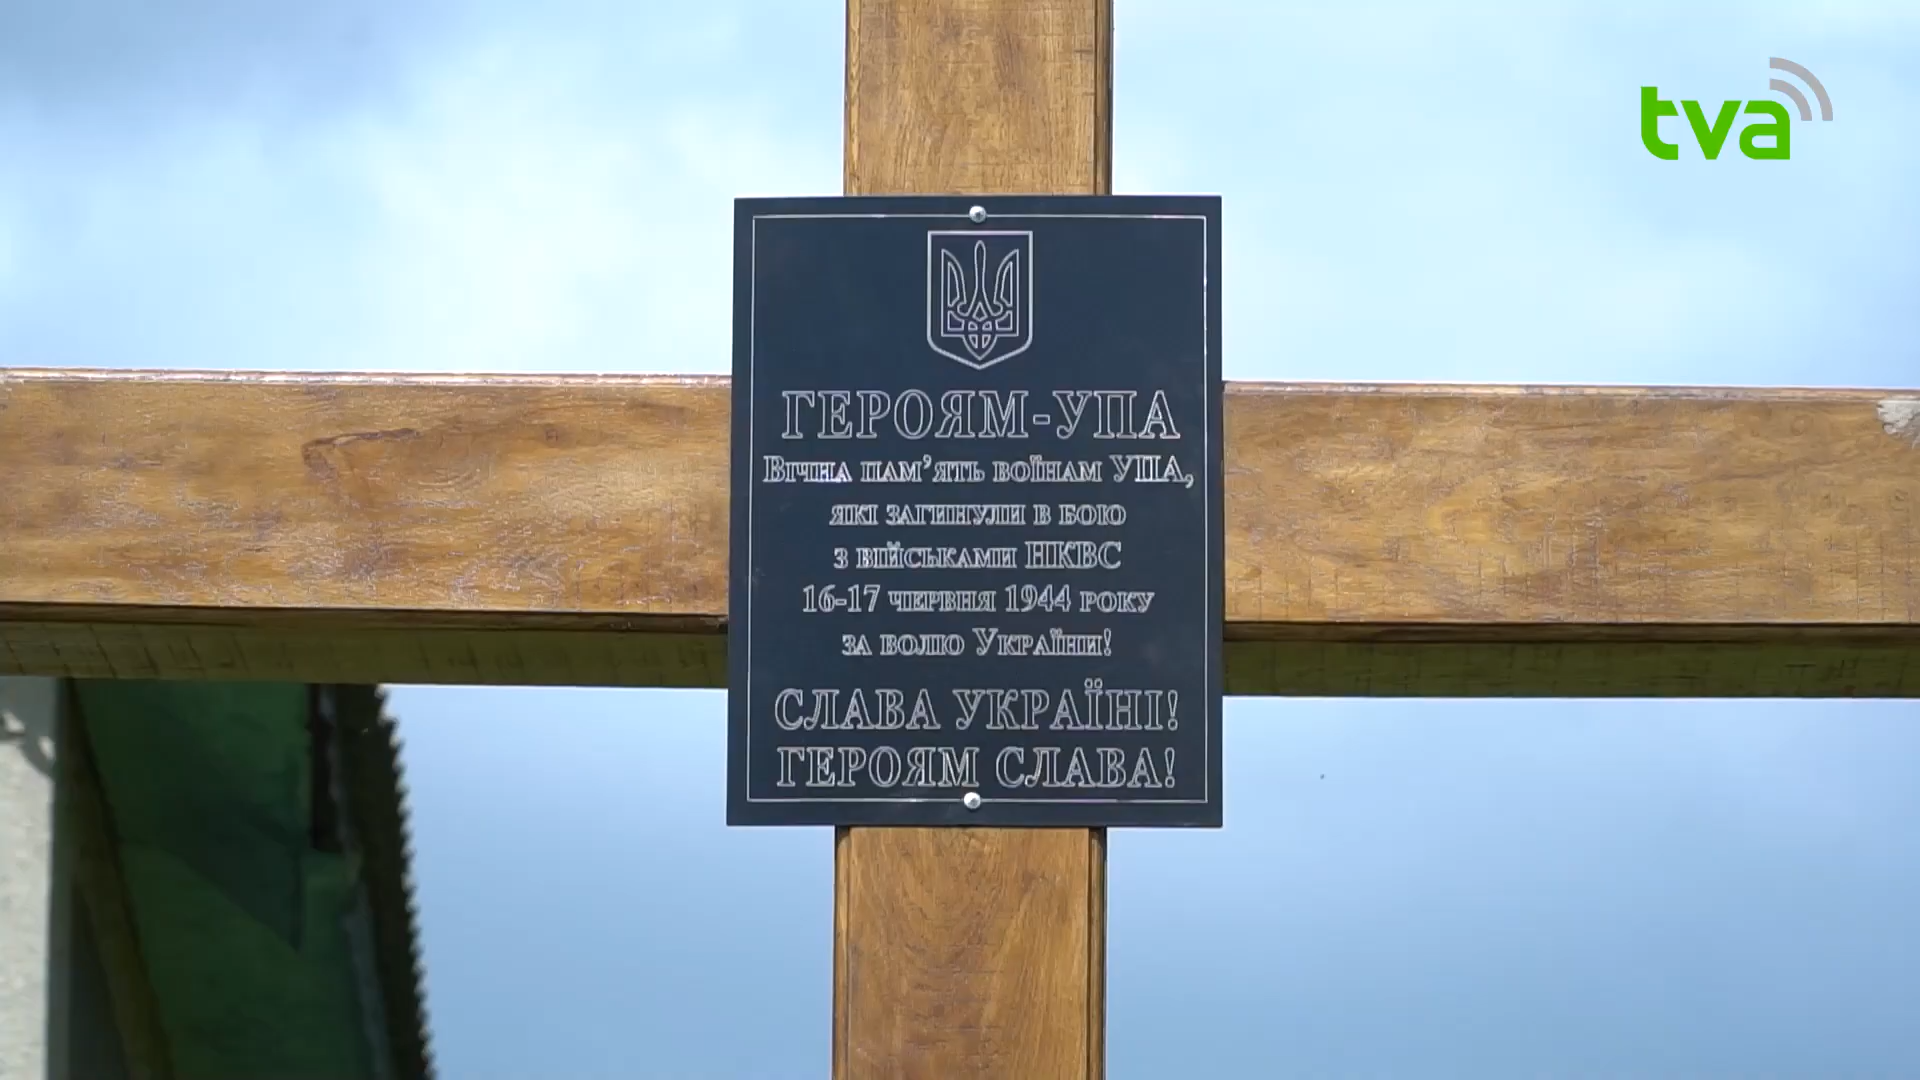 tva
ГЕРОЯМ-УПА
Вічна пам’ять воїнам УПА,
які загинули в бою
з військами НКВС
16-17 червня 1944 року
за волю України!
СЛАВА УКРАЇНІ!
ГЕРОЯМ СЛАВА!